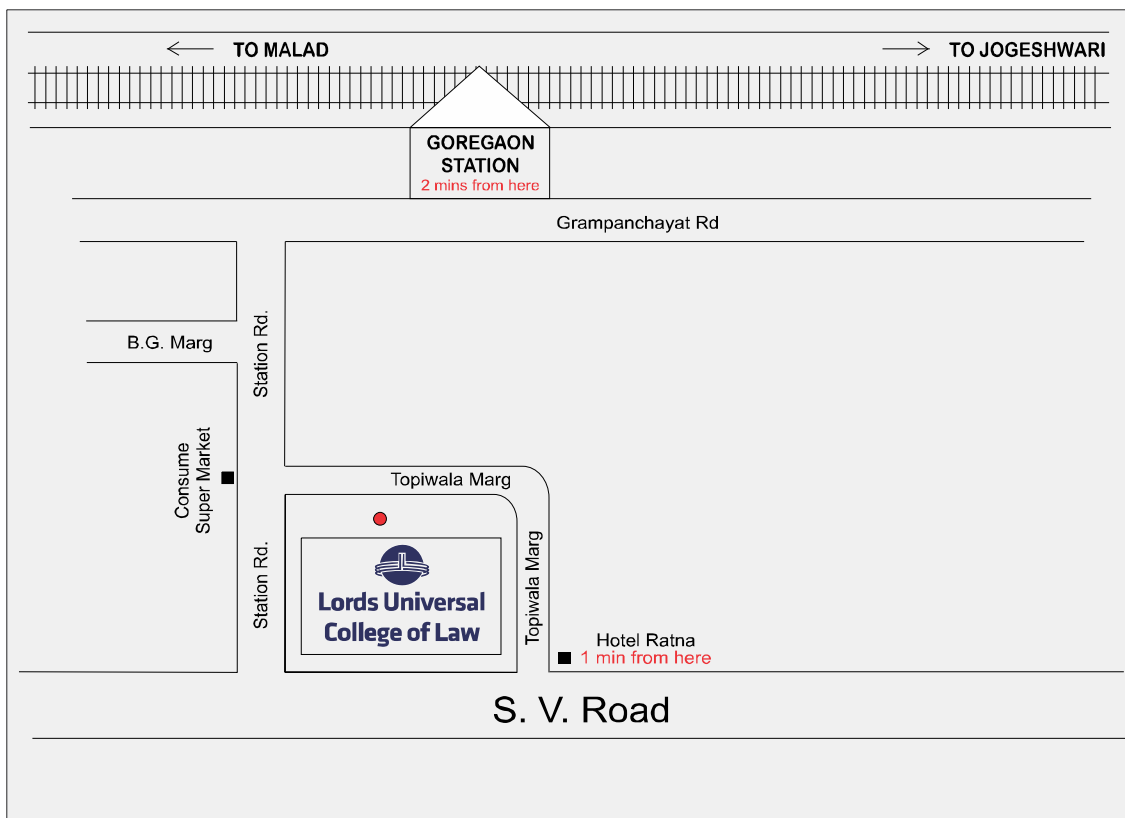 TO MALAD
TO JOGESHWARI
GOREGAON
STATION
2 mins from here
Grampanchayat Rd
B.G. Marg
Station Rd.
Consume
Super Market
Topiwala Marg
Station Rd.
Lords Universal
College of Law
Topiwala Marg
Hotel Ratna
1 min from here
S. V. Road